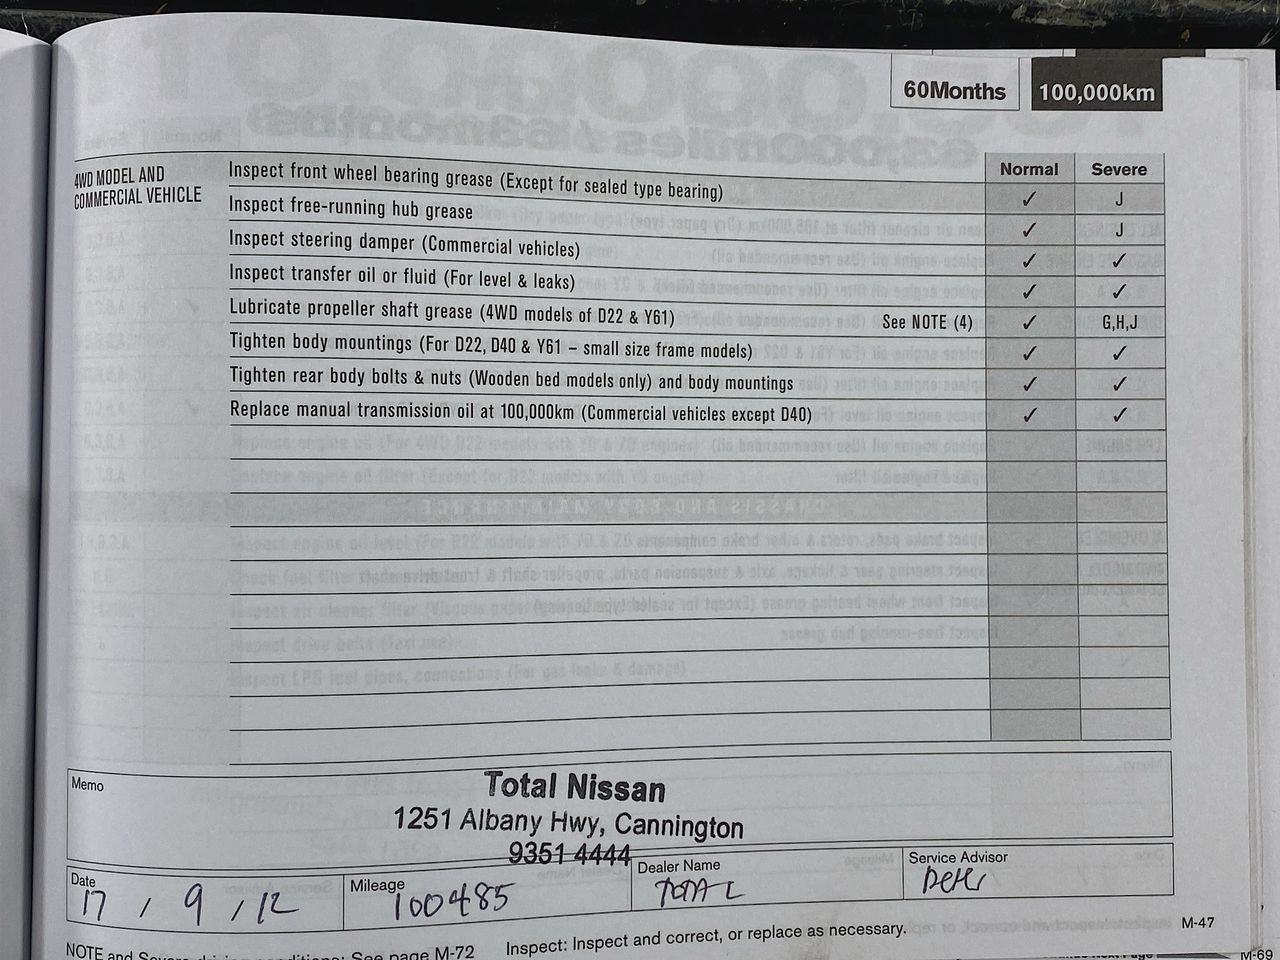 60Months 100,000km
4WD MODEL AND
COMMERCIAL VEHICLE
Normal Severe
Inspect front wheel bearing grease (Except for sealed type bearing) ✓ J
Inspect free-running hub grease ✓ J
Inspect steering damper (Commercial vehicles) ✓ ✓
Inspect transfer oil or fluid (For level & leaks) ✓ ✓
Lubricate propeller shaft grease (4WD models of D22 & Y61) See NOTE (4) ✓ G,H,J
Tighten body mountings (For D22, D40 & Y61 – small size frame models) ✓ ✓
Tighten rear body bolts & nuts (Wooden bed models only) and body mountings ✓ ✓
Replace manual transmission oil at 100,000km (Commercial vehicles except D40) ✓ ✓
Memo
Total Nissan
1251 Albany Hwy, Cannington
9351 4444
Date 17 / 9 / 12
Mileage 100485
Dealer Name TOTAL
Service Advisor Peter
NOTE and Severe driving conditions: See page M-72
Inspect: Inspect and correct, or replace as necessary.
M-47
M-69